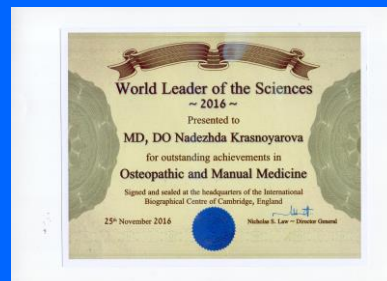 World Leader of the Sciences
~ 2016 ~
Presented to
MD, DO Nadezhda Krasnoyarova
for outstanding achievements in
Osteopathic and Manual Medicine
Signed and sealed at the headquarters of the International
Biographical Centre of Cambridge, England
25th November 2016
Nicholas S. Law ~ Director General